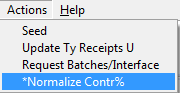 Actions Help
Seed
Update Ty Receipts U
Request Batches/Interface
*Normalize Contr%